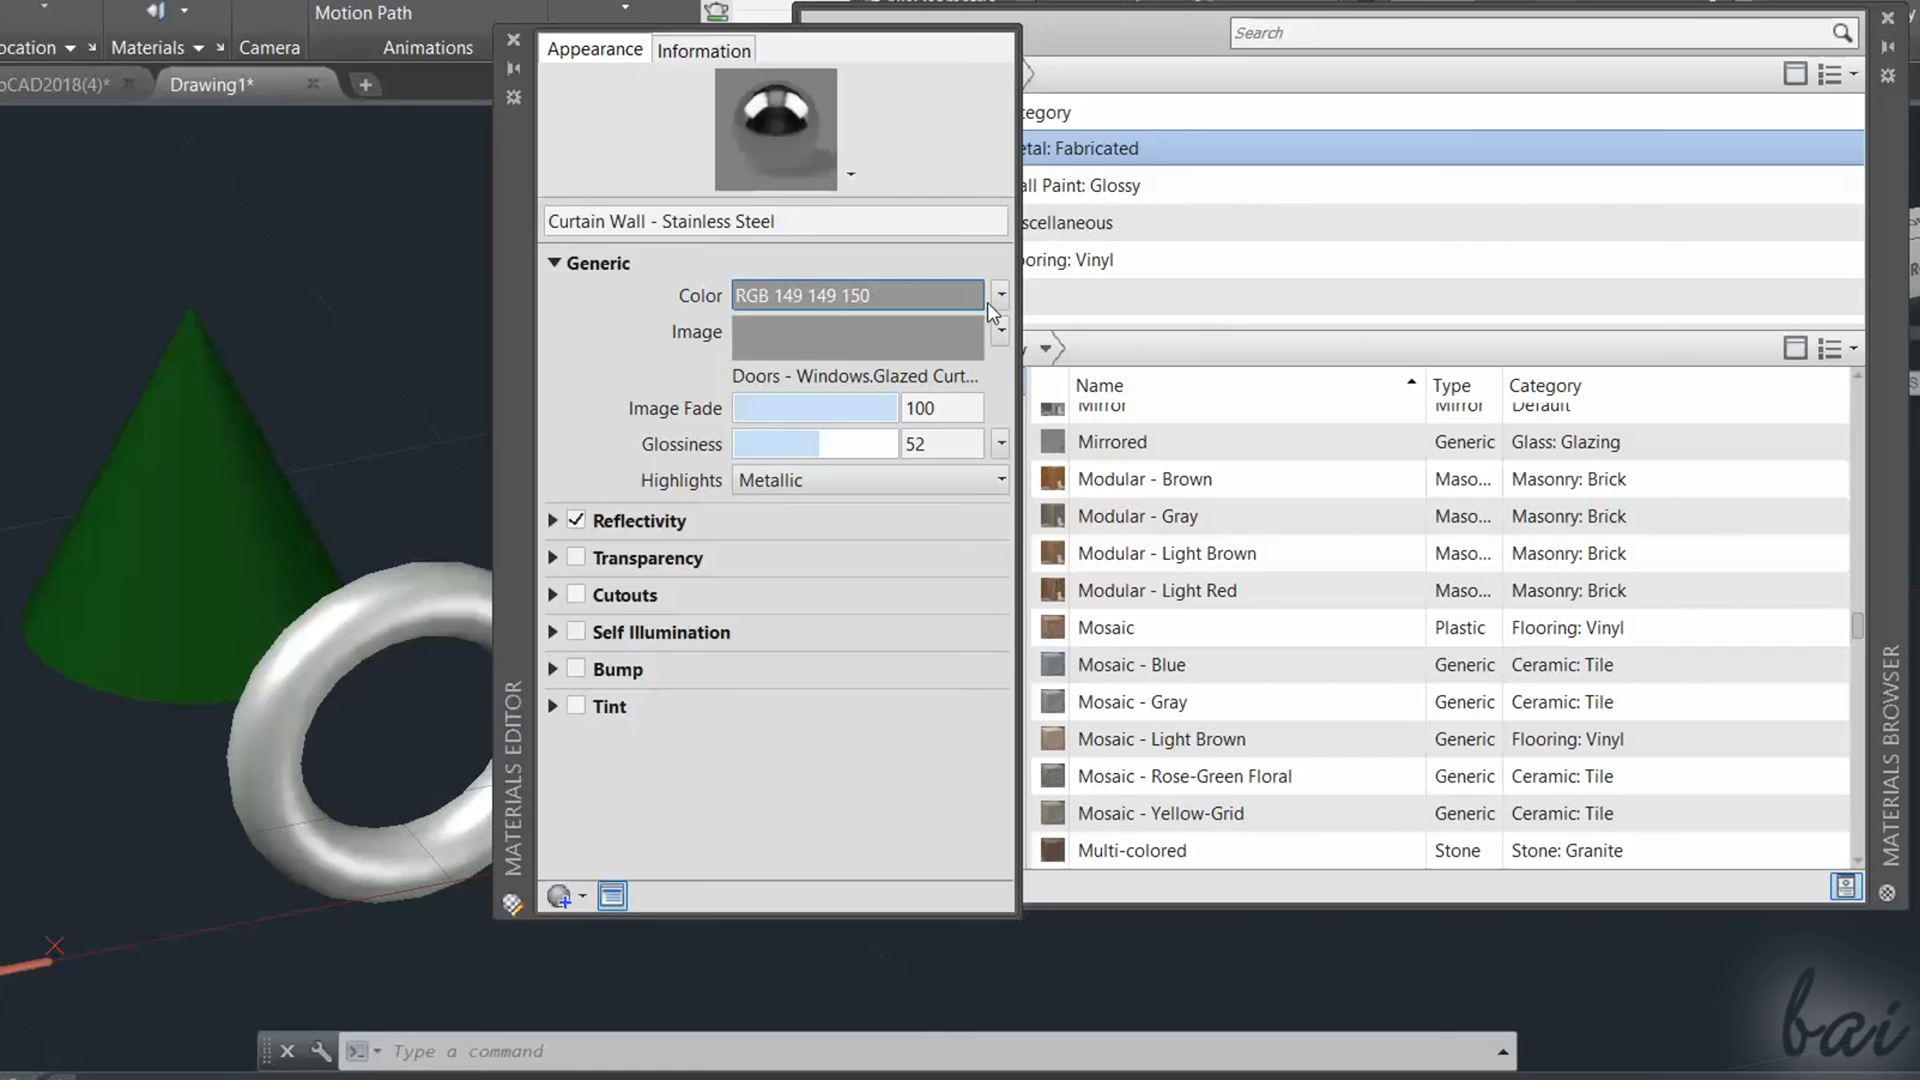 Motion Path
ocation
Materials
Camera
Animations
oCAD2018(4)*
Drawing1*
Appearance
Information
Search
Curtain Wall - Stainless Steel
Generic
Color
RGB 149 149 150
Image
Doors - Windows.Glazed Curt...
Image Fade
100
Glossiness
52
Highlights
Metallic
Reflectivity
Transparency
Cutouts
Self Illumination
Bump
Tint
MATERIALS EDITOR
tegory
etal: Fabricated
all Paint: Glossy
scellaneous
ooring: Vinyl
Name Type Category
Mirror Mirror Default
Mirrored Generic Glass: Glazing
Modular - Brown Maso... Masonry: Brick
Modular - Gray Maso... Masonry: Brick
Modular - Light Brown Maso... Masonry: Brick
Modular - Light Red Maso... Masonry: Brick
Mosaic Plastic Flooring: Vinyl
Mosaic - Blue Generic Ceramic: Tile
Mosaic - Gray Generic Ceramic: Tile
Mosaic - Light Brown Generic Flooring: Vinyl
Mosaic - Rose-Green Floral Generic Ceramic: Tile
Mosaic - Yellow-Grid Generic Ceramic: Tile
Multi-colored Stone Stone: Granite
MATERIALS BROWSER
Type a command
bai